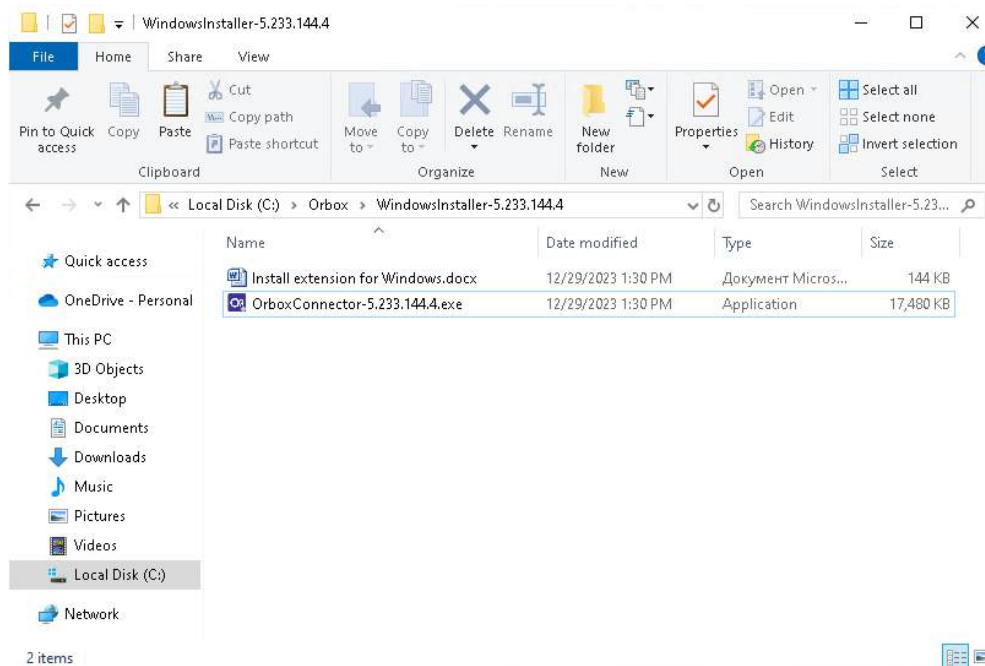 WindowsInstaller-5.233.144.4
File Home Share View
Pin to Quick access
Copy
Paste
Cut
Copy path
Paste shortcut
Clipboard
Move to
Copy to
Delete
Rename
Organize
New folder
New
Properties
Open
Edit
History
Open
Select all
Select none
Invert selection
Select
« Local Disk (C:) > Orbox > WindowsInstaller-5.233.144.4
Search WindowsInstaller-5.23...
Name Date modified Type Size
Install extension for Windows.docx 12/29/2023 1:30 PM Документ Micros... 144 KB
OrboxConnector-5.233.144.4.exe 12/29/2023 1:30 PM Application 17,480 KB
Quick access
OneDrive - Personal
This PC
3D Objects
Desktop
Documents
Downloads
Music
Pictures
Videos
Local Disk (C:)
Network
2 items